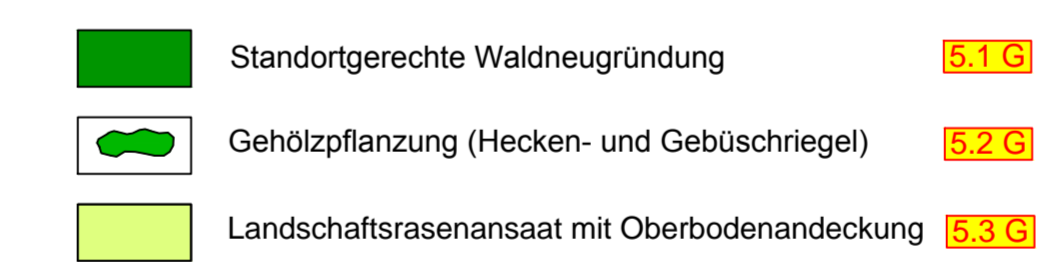 Standortgerechte Waldneugründung 5.1 G
Gehölzpflanzung (Hecken- und Gebüschriegel) 5.2 G
Landschaftsrasenansaat mit Oberbodenandeckung 5.3 G